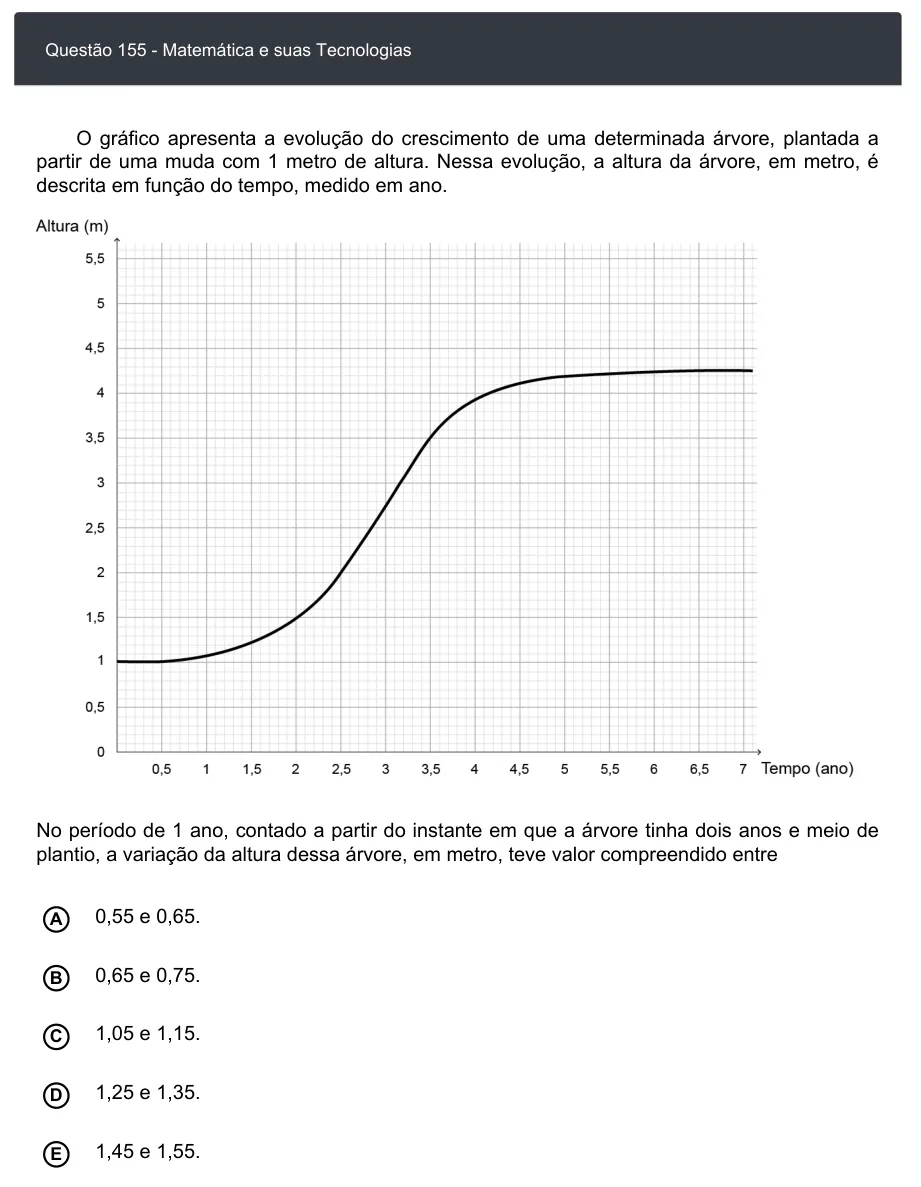 Questão 155 - Matemática e suas Tecnologias
O gráfico apresenta a evolução do crescimento de uma determinada árvore, plantada a
partir de uma muda com 1 metro de altura. Nessa evolução, a altura da árvore, em metro, é
descrita em função do tempo, medido em ano.
Altura (m)
5,5
5
4,5
4
3,5
3
2,5
2
1,5
1
0,5
0
0,5 1 1,5 2 2,5 3 3,5 4 4,5 5 5,5 6 6,5 7 Tempo (ano)
No período de 1 ano, contado a partir do instante em que a árvore tinha dois anos e meio de
plantio, a variação da altura dessa árvore, em metro, teve valor compreendido entre
A 0,55 e 0,65.
B 0,65 e 0,75.
C 1,05 e 1,15.
D 1,25 e 1,35.
E 1,45 e 1,55.